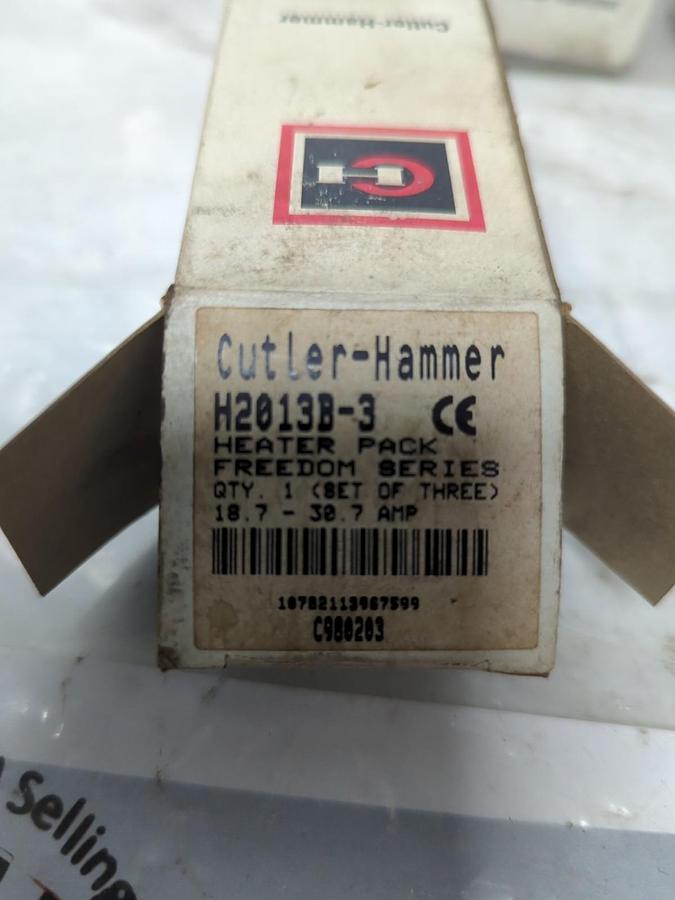 Cutler-Hammer
Cutler-Hammer
H2013B-3 CE
HEATER PACK
FREEDOM SERIES
QTY. 1 (SET OF THREE)
18.7 - 30.7 AMP
10782113967599
C980203
selling